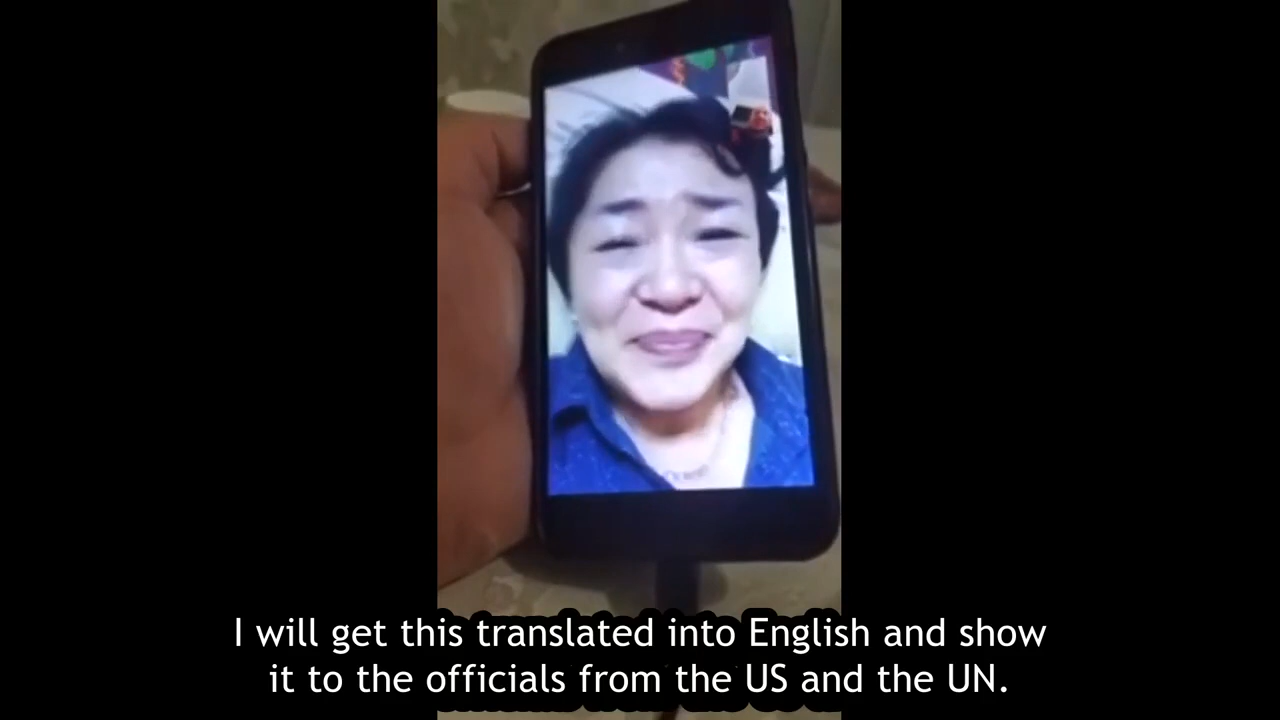 I will get this translated into English and show
it to the officials from the US and the UN.